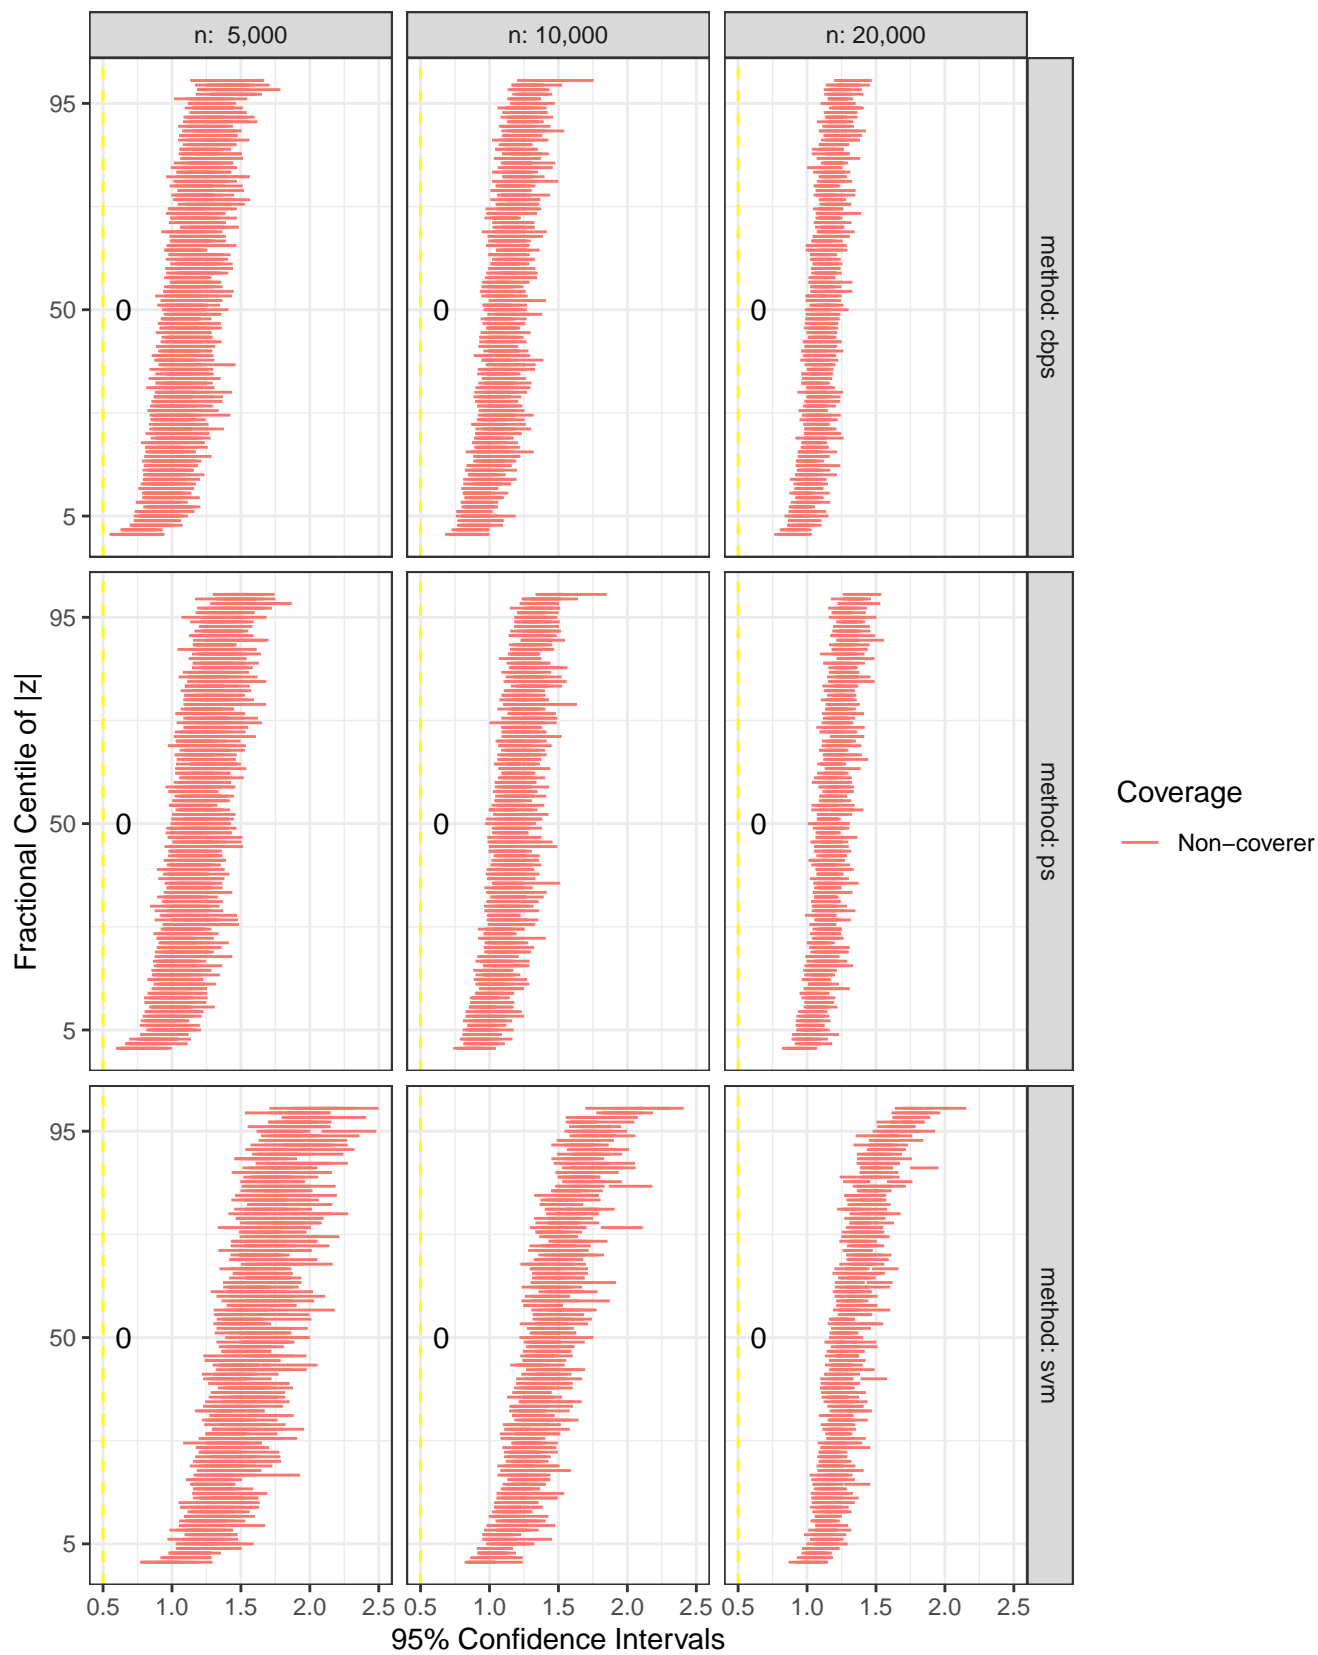 n:  5,000
n: 10,000
n: 20,000
95
50
5
0
0
0
method: cbps
95
50
5
0
0
0
method: ps
95
50
5
0
0
0
method: svm
Fractional Centile of |z|
0.5 1.0 1.5 2.0 2.5
0.5 1.0 1.5 2.0 2.5
0.5 1.0 1.5 2.0 2.5
95% Confidence Intervals
Coverage
Non−coverer